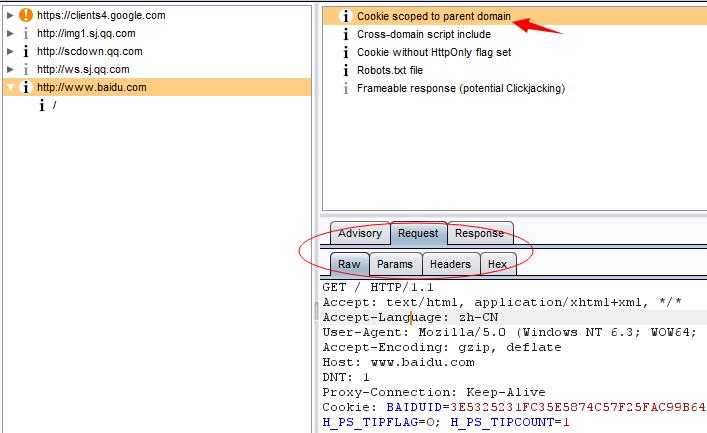 https://clients4.google.com
http://img1.sj.qq.com
http://scdown.qq.com
http://ws.sj.qq.com
http://www.baidu.com
/
Cookie scoped to parent domain
Cross-domain script include
Cookie without HttpOnly flag set
Robots.txt file
Frameable response (potential Clickjacking)
Advisory Request Response
Raw Params Headers Hex
GET / HTTP/1.1
Accept: text/html, application/xhtml+xml, */*
Accept-Language: zh-CN
User-Agent: Mozilla/5.0 (Windows NT 6.3; WOW64;
Accept-Encoding: gzip, deflate
Host: www.baidu.com
DNT: 1
Proxy-Connection: Keep-Alive
Cookie: BAIDUID=3E5325231FC35E5874C57F25FAC99B64
H_PS_TIPFLAG=O; H_PS_TIPCOUNT=1